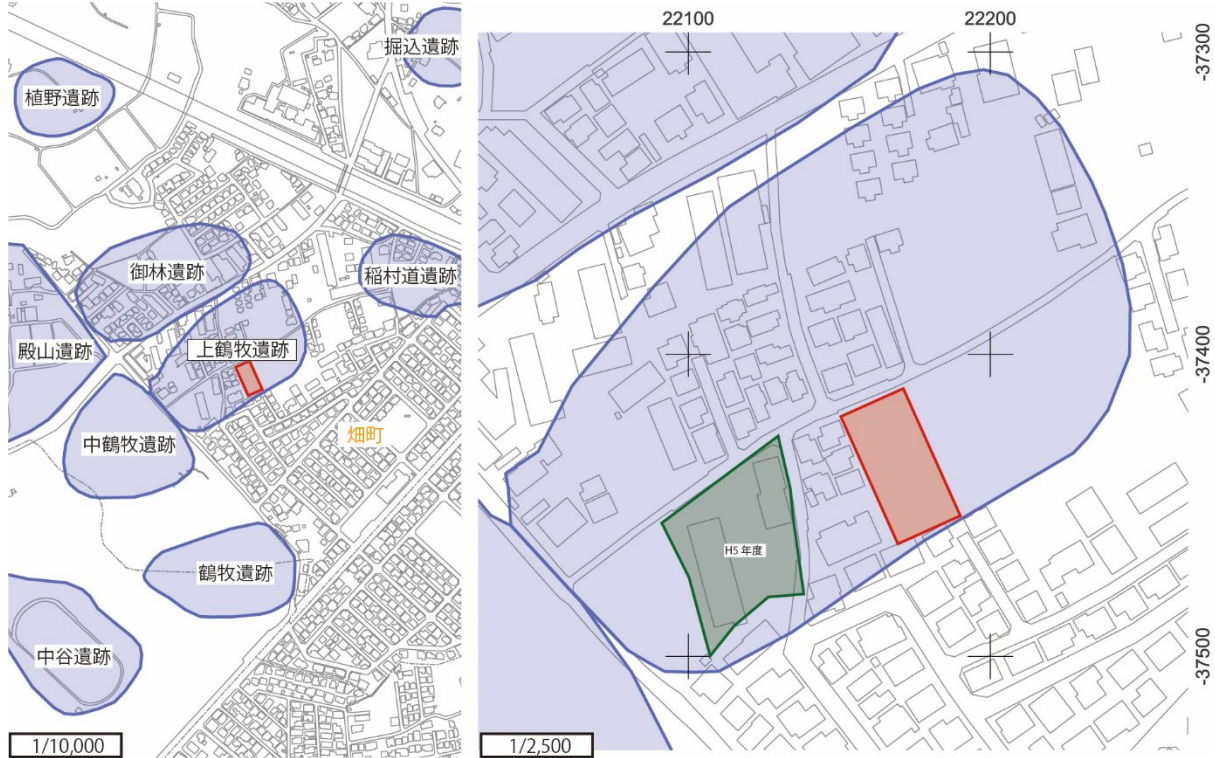 掘込遺跡
植野遺跡
御林遺跡
稲村道遺跡
殿山遺跡
上鶴牧遺跡
中鶴牧遺跡
畑町
鶴牧遺跡
中谷遺跡
1/10,000
22100
22200
-37300
-37400
H5 年度
-37500
1/2,500